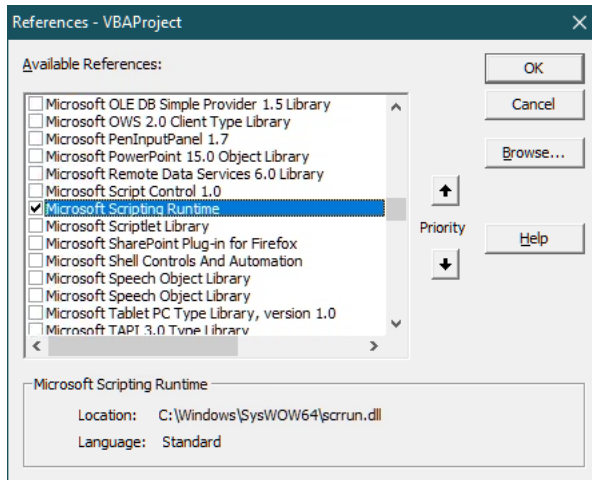 References - VBAProject
Available References:
Microsoft OLE DB Simple Provider 1.5 Library
Microsoft OWS 2.0 Client Type Library
Microsoft PenInputPanel 1.7
Microsoft PowerPoint 15.0 Object Library
Microsoft Remote Data Services 6.0 Library
Microsoft Script Control 1.0
Microsoft Scripting Runtime
Microsoft Scriptlet Library
Microsoft SharePoint Plug-in for Firefox
Microsoft Shell Controls And Automation
Microsoft Speech Object Library
Microsoft Speech Object Library
Microsoft Tablet PC Type Library, version 1.0
Microsoft TAPI 3.0 Type Library
OK
Cancel
Browse...
Priority
Help
Microsoft Scripting Runtime
Location: C:\Windows\SysWOW64\scrrun.dll
Language: Standard